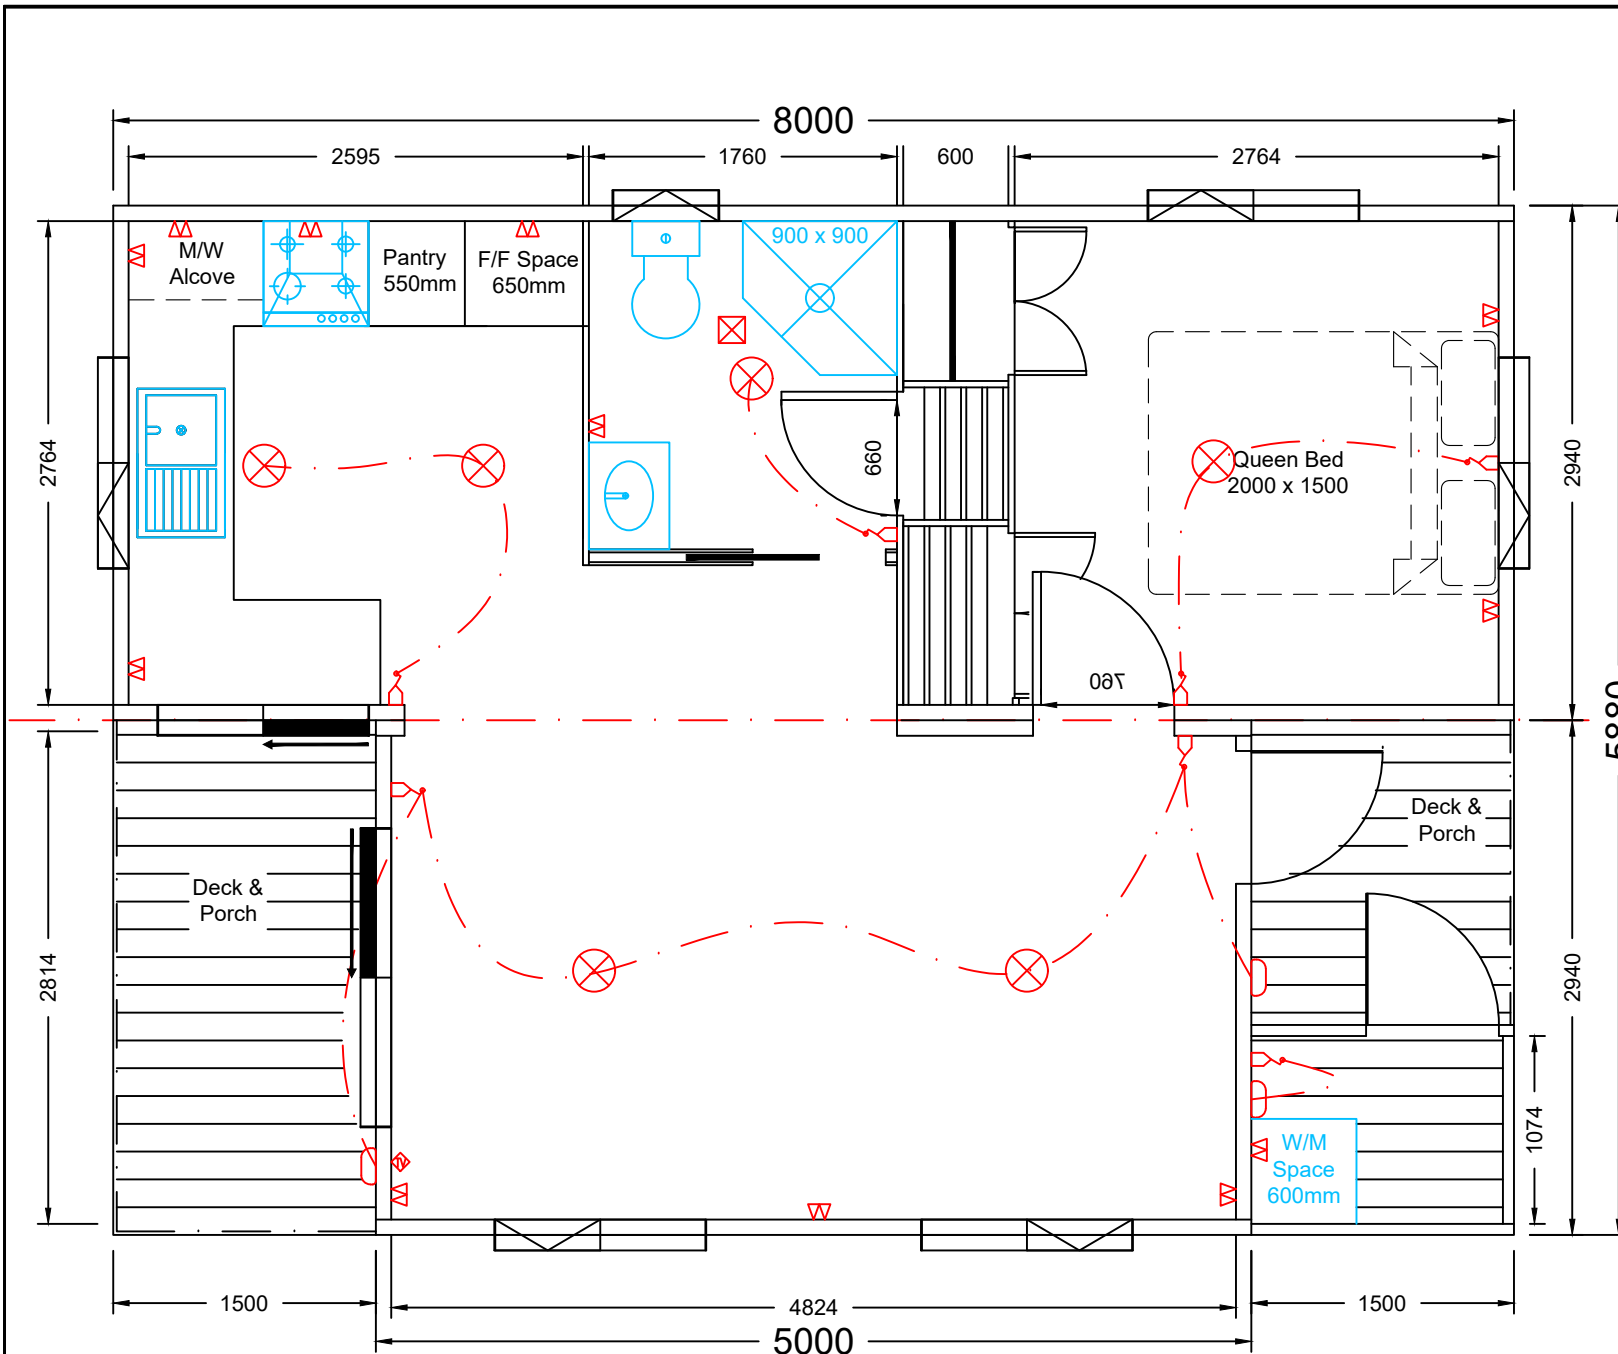 8000
2595
1760
600
2764
M/W
Alcove
Pantry
550mm
F/F Space
650mm
900 x 900
2764
660
Queen Bed
2000 x 1500
2940
760
5880
Deck &
Porch
Deck &
Porch
2814
2940
1074
W/M
Space
600mm
1500
4824
1500
5000